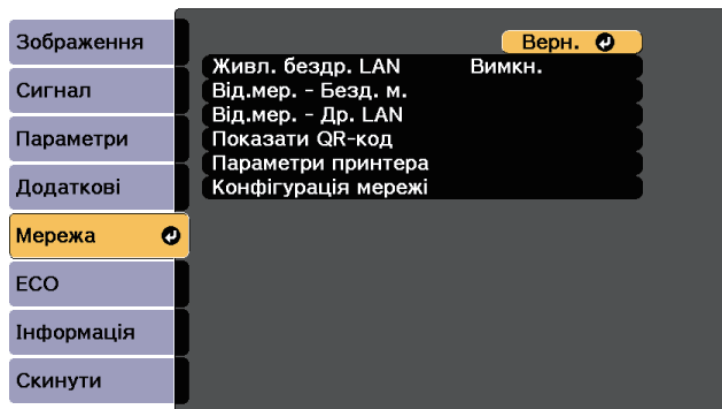 Зображення
Сигнал
Параметри
Додаткові
Мережа
ECO
Інформація
Скинути
Верн.
Живл. бездр. LAN Вимкн.
Від.мер. - Безд. м.
Від.мер. - Др. LAN
Показати QR-код
Параметри принтера
Конфігурація мережі